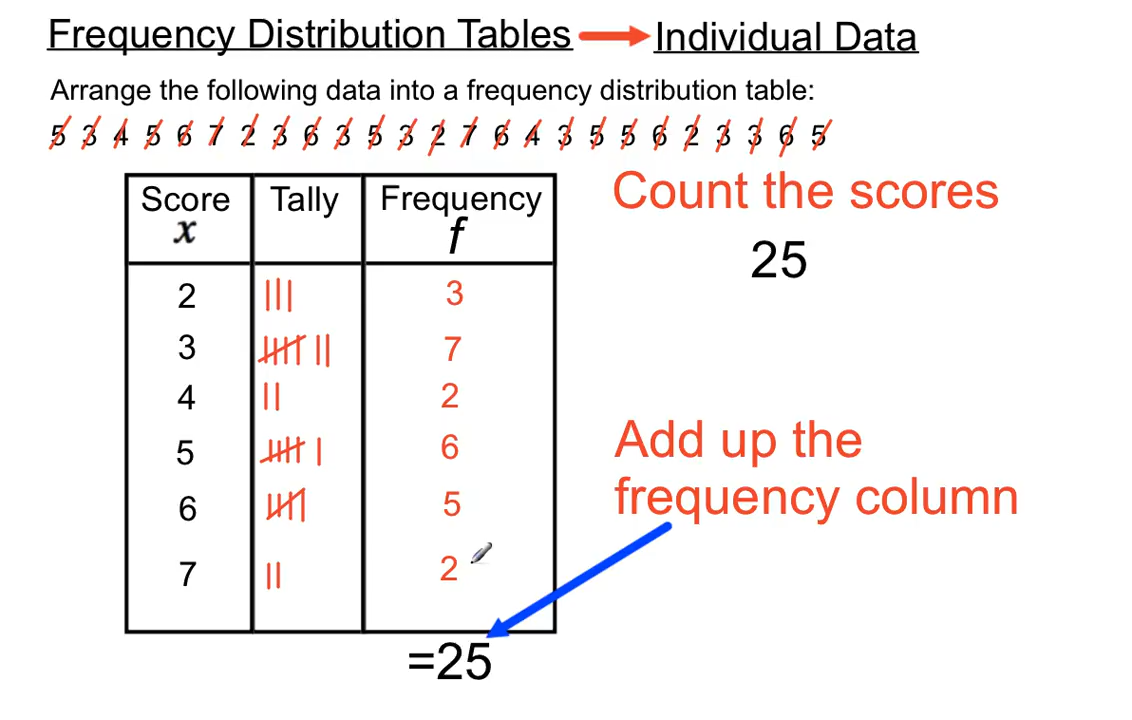 Frequency Distribution Tables Individual Data
Arrange the following data into a frequency distribution table:
5 3 4 5 6 7 2 3 6 3 5 3 2 7 6 4 3 5 5 6 2 3 3 6 5
Score Tally Frequency
x f
Count the scores
25
2 3
3 7
4 2
5 6
6 5
7 2
Add up the
frequency column
=25